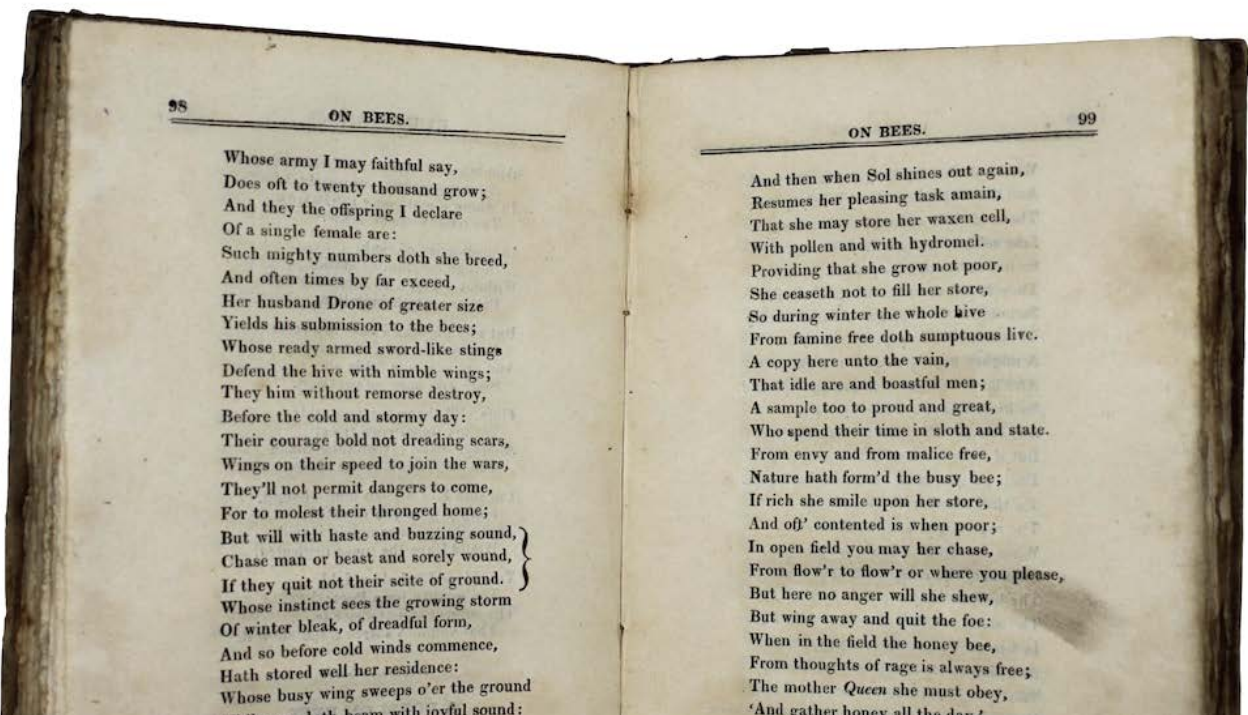 98
ON BEES.
Whose army I may faithful say,
Does oft to twenty thousand grow;
And they the offspring I declare
Of a single female are:
Such mighty numbers doth she breed,
And often times by far exceed,
Her husband Drone of greater size
Yields his submission to the bees;
Whose ready armed sword-like stings
Defend the hive with nimble wings;
They him without remorse destroy,
Before the cold and stormy day:
Their courage bold not dreading scars,
Wings on their speed to join the wars,
They'll not permit dangers to come,
For to molest their thronged home;
But will with haste and buzzing sound,
Chase man or beast and sorely wound,
If they quit not their scite of ground.
Whose instinct sees the growing storm
Of winter bleak, of dreadful form,
And so before cold winds commence,
Hath stored well her residence:
Whose busy wing sweeps o'er the ground
with joyful sound:
ON BEES.
99
And then when Sol shines out again,
Resumes her pleasing task amain,
That she may store her waxen cell,
With pollen and with hydromel.
Providing that she grow not poor,
She ceaseth not to fill her store,
So during winter the whole hive
From famine free doth sumptuous live.
A copy here unto the vain,
That idle are and boastful men;
A sample too to proud and great,
Who spend their time in sloth and state.
From envy and from malice free,
Nature hath form'd the busy bee;
If rich she smile upon her store,
And oft' contented is when poor;
In open field you may her chase,
From flow'r to flow'r or where you please,
But here no anger will she shew,
But wing away and quit the foe:
When in the field the honey bee,
From thoughts of rage is always free;
The mother Queen she must obey,
'And gather honey all the day,'